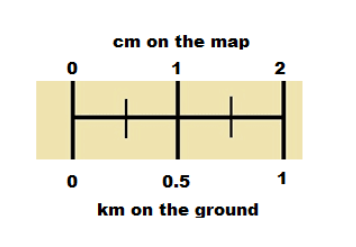 cm on the map
0 1 2
0 0.5 1
km on the ground